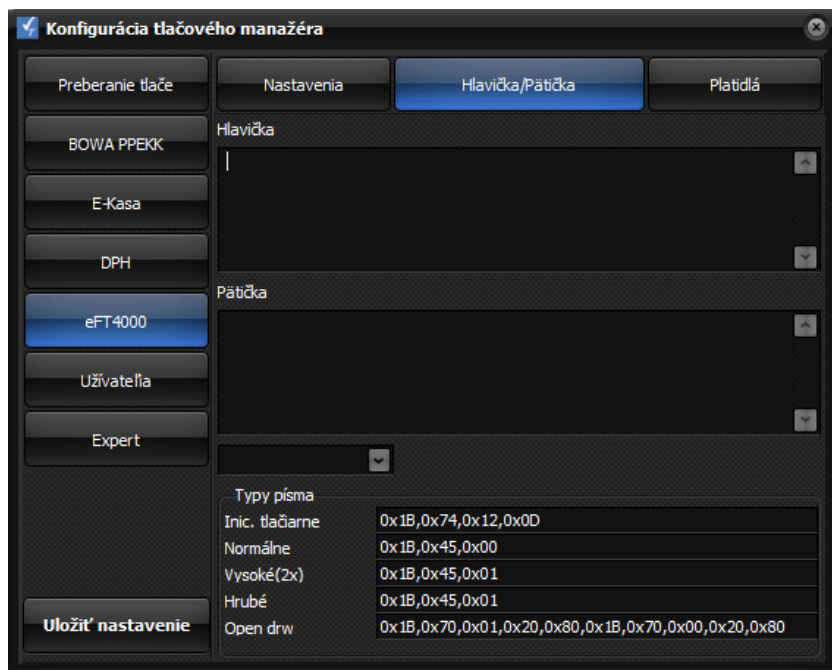 Konfigurácia tlačového manažéra
Preberanie tlače
Nastavenia
Hlavička/Pätička
Platidlá
BOWA PPEKK
E-Kasa
DPH
eFT4000
Užívatelia
Expert
Uložiť nastavenie
Hlavička
Pätička
Typy písma
Inic. tlačiarne 0x1B,0x74,0x12,0x0D
Normálne 0x1B,0x45,0x00
Vysoké(2x) 0x1B,0x45,0x01
Hrubé 0x1B,0x45,0x01
Open drw 0x1B,0x70,0x01,0x20,0x80,0x1B,0x70,0x00,0x20,0x80